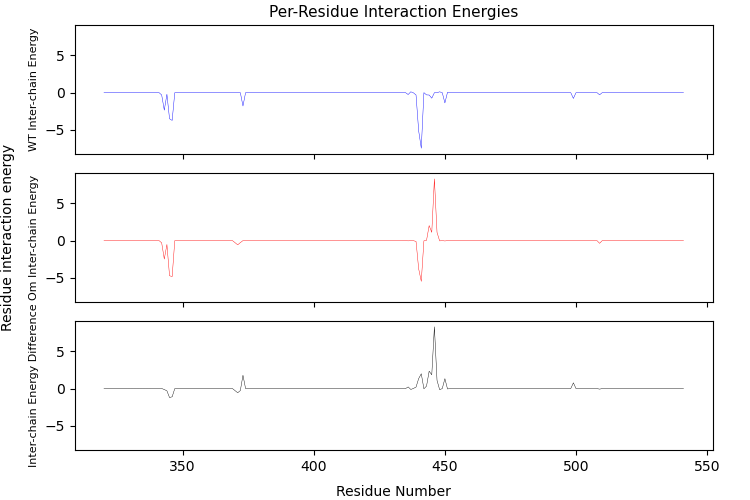 Per-Residue Interaction Energies
Residue interaction energy
WT Inter-chain Energy
5
0
−5
Om Inter-chain Energy
5
0
−5
Inter-chain Energy Difference
5
0
−5
350
400
450
500
550
Residue Number